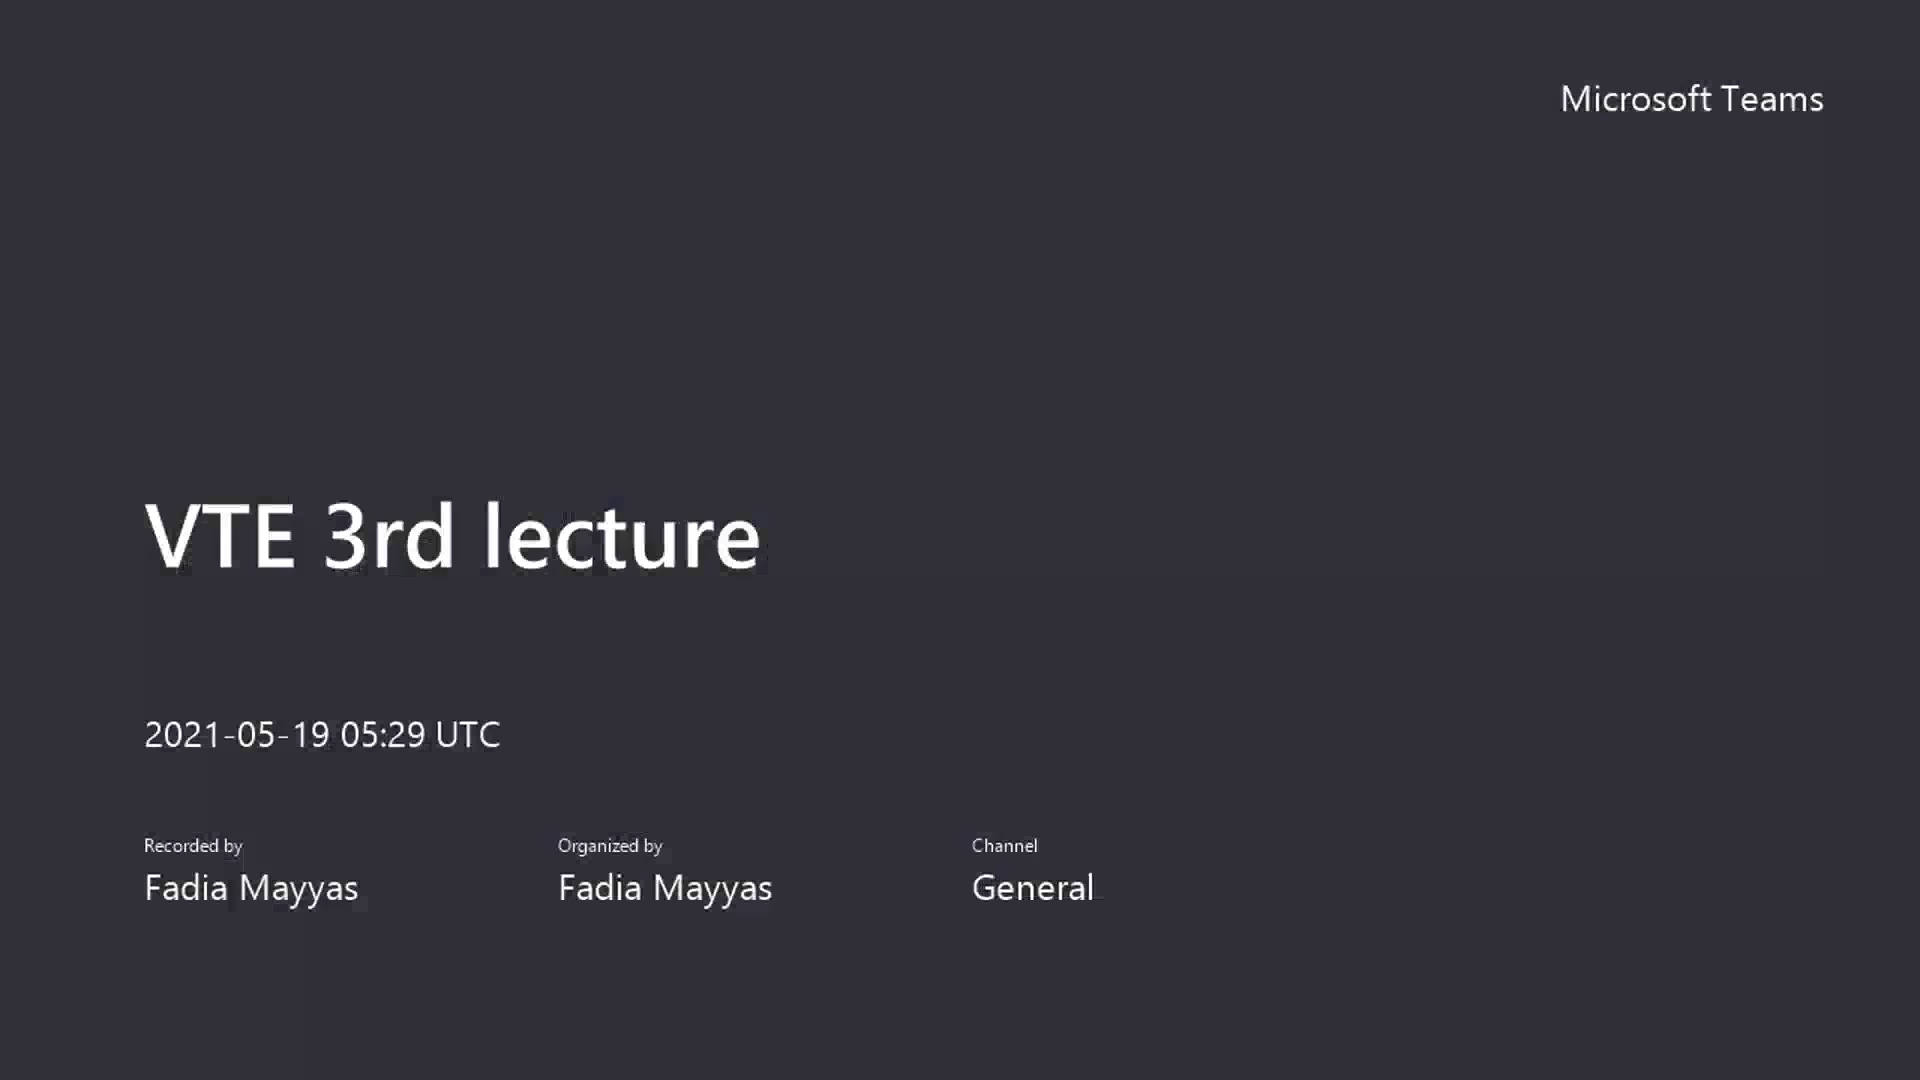 Microsoft Teams
VTE 3rd lecture
2021-05-19 05:29 UTC
Recorded by
Fadia Mayyas
Organized by
Fadia Mayyas
Channel
General